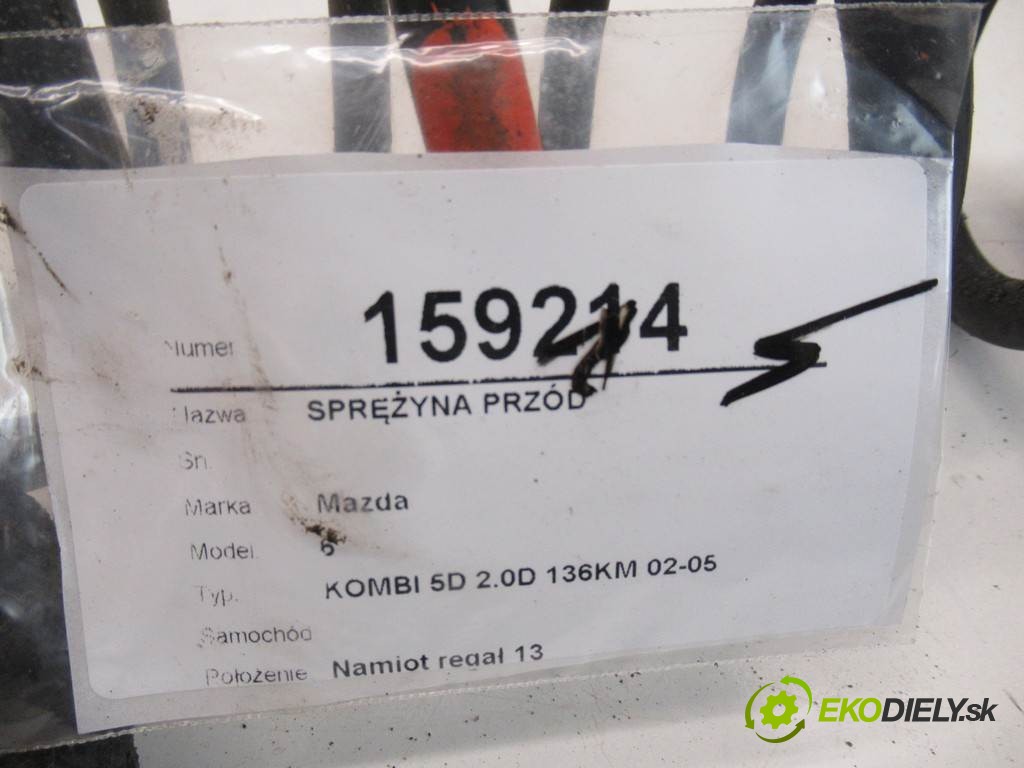 Numer 159214
Nazwa SPRĘŻYNA PRZÓD
Sn.
Marka Mazda
Model. 6
Typ. KOMBI 5D 2.0D 136KM 02-05
Samochód
Położenie Namiot regał 13
EKODIELY.sk